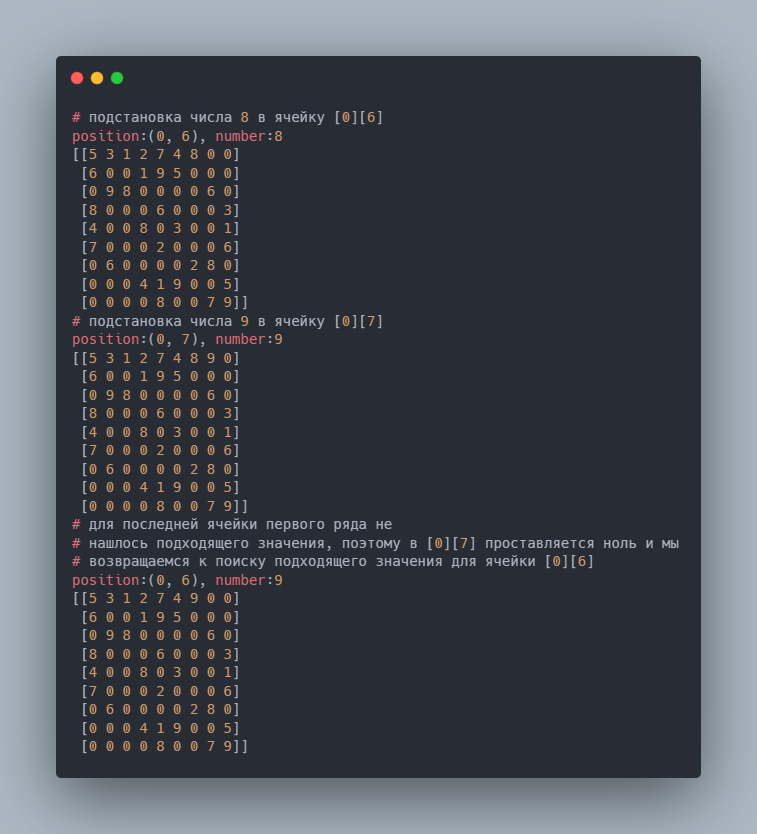 # подстановка числа 8 в ячейку [0][6]
position:(0, 6), number:8
[[5 3 1 2 7 4 8 0 0]
 [6 0 0 1 9 5 0 0 0]
 [0 9 8 0 0 0 0 6 0]
 [8 0 0 0 6 0 0 0 3]
 [4 0 0 8 0 3 0 0 1]
 [7 0 0 0 2 0 0 0 6]
 [0 6 0 0 0 0 2 8 0]
 [0 0 0 4 1 9 0 0 5]
 [0 0 0 0 8 0 0 7 9]]
# подстановка числа 9 в ячейку [0][7]
position:(0, 7), number:9
[[5 3 1 2 7 4 8 9 0]
 [6 0 0 1 9 5 0 0 0]
 [0 9 8 0 0 0 0 6 0]
 [8 0 0 0 6 0 0 0 3]
 [4 0 0 8 0 3 0 0 1]
 [7 0 0 0 2 0 0 0 6]
 [0 6 0 0 0 0 2 8 0]
 [0 0 0 4 1 9 0 0 5]
 [0 0 0 0 8 0 0 7 9]]
# для последней ячейки первого ряда не
# нашлось подходящего значения, поэтому в [0][7] проставляется ноль и мы
# возвращаемся к поиску подходящего значения для ячейки [0][6]
position:(0, 6), number:9
[[5 3 1 2 7 4 9 0 0]
 [6 0 0 1 9 5 0 0 0]
 [0 9 8 0 0 0 0 6 0]
 [8 0 0 0 6 0 0 0 3]
 [4 0 0 8 0 3 0 0 1]
 [7 0 0 0 2 0 0 0 6]
 [0 6 0 0 0 0 2 8 0]
 [0 0 0 4 1 9 0 0 5]
 [0 0 0 0 8 0 0 7 9]]